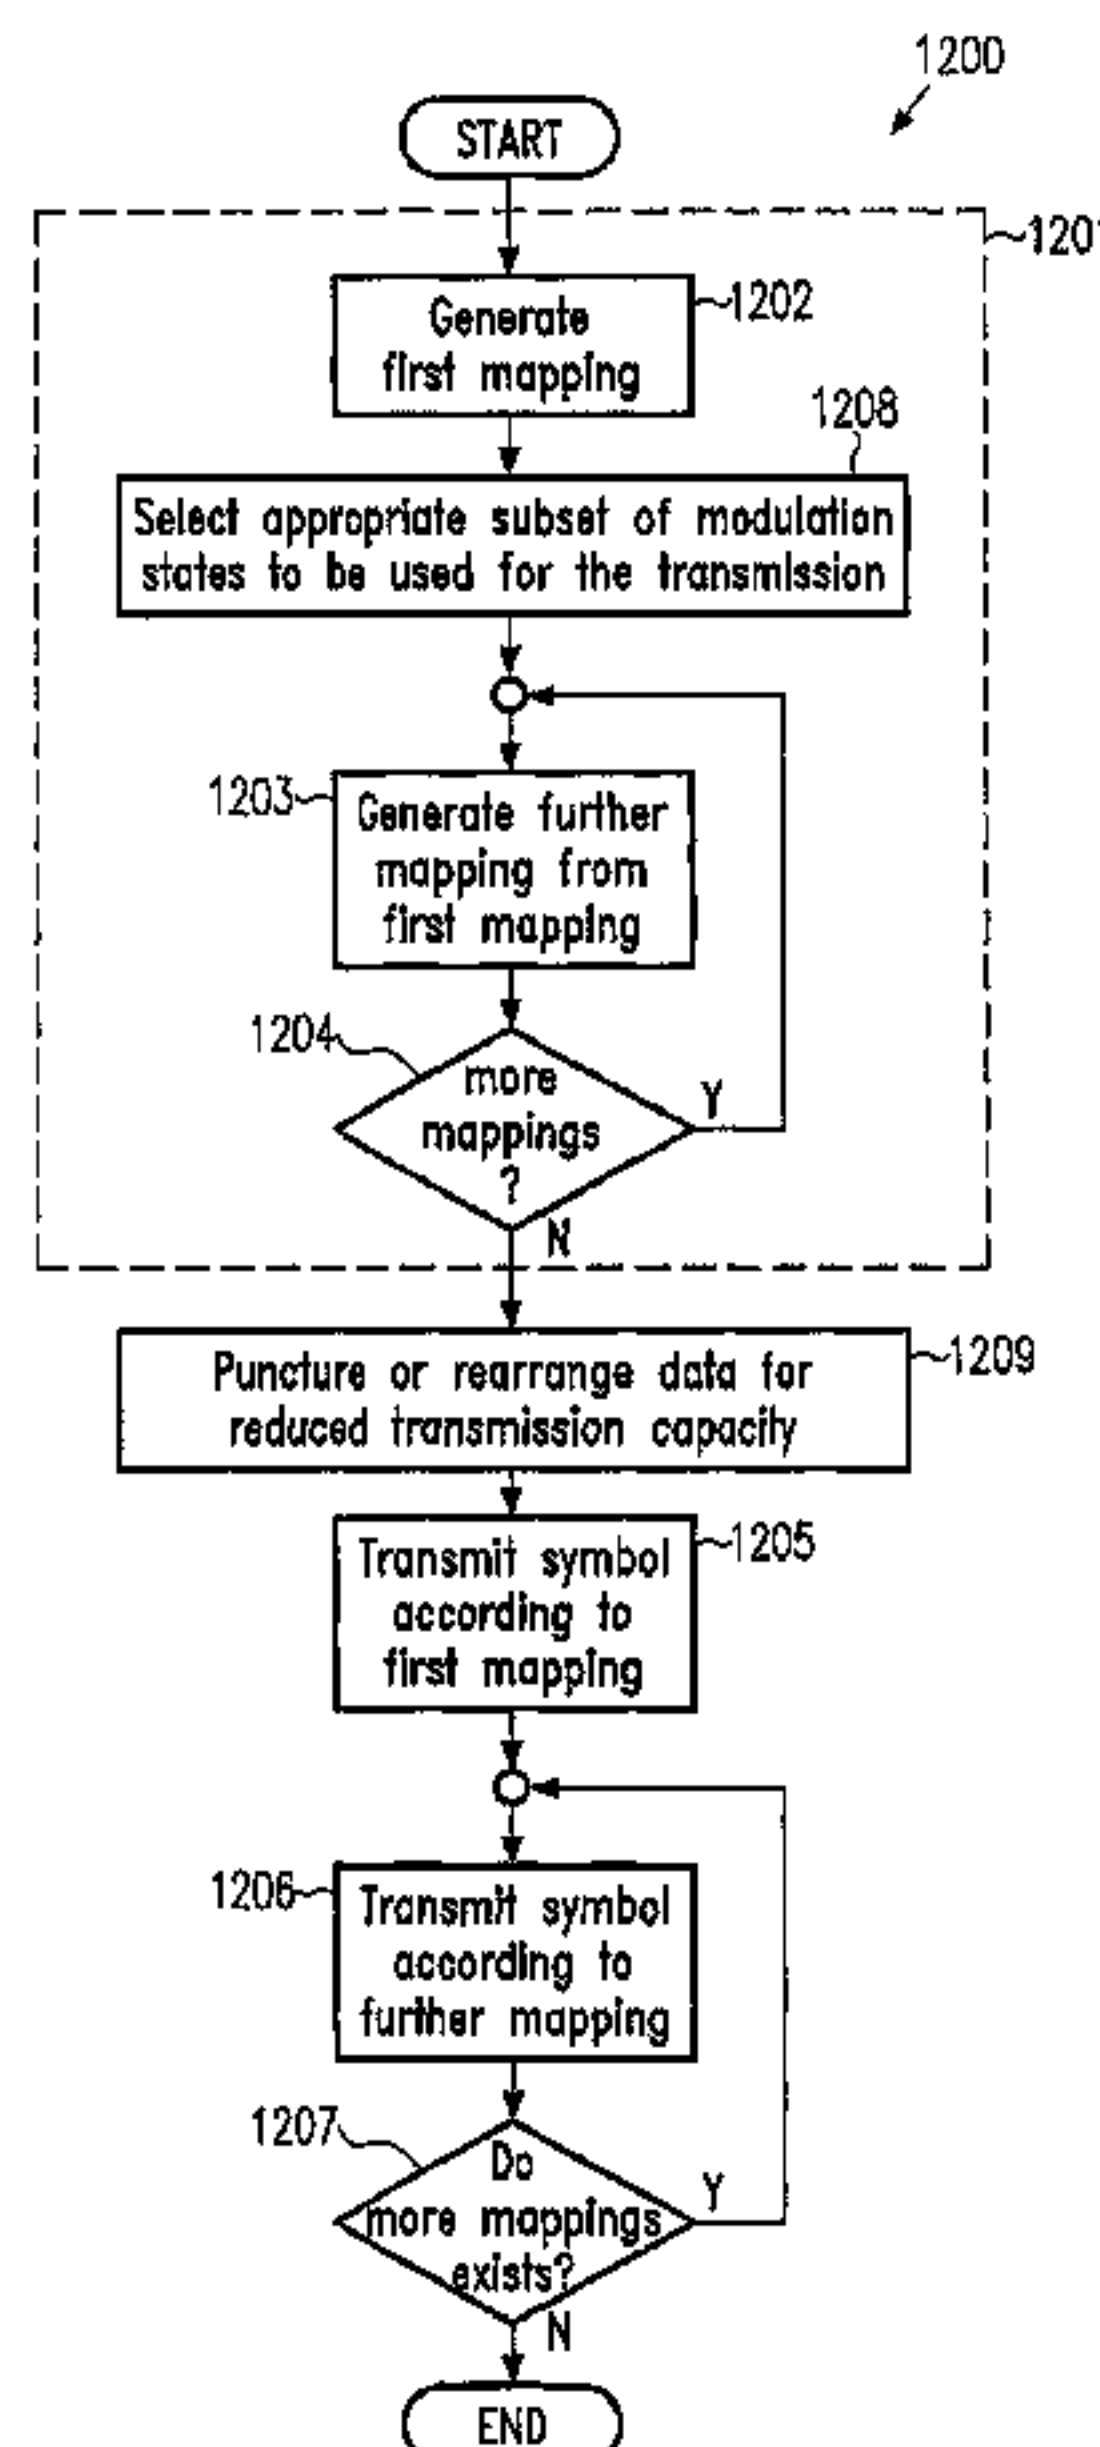 1200
START
1201
Generate
first mapping
1202
1208
Select appropriate subset of modulation
states to be used for the transmission
1203
Generate further
mapping from
first mapping
1204
more
mappings
?
Y
N
Puncture or rearrange data for
reduced transmission capacity
1209
Transmit symbol
according to
first mapping
1205
1206
Transmit symbol
according to
further mapping
1207
Do
more mappings
exists?
Y
N
END